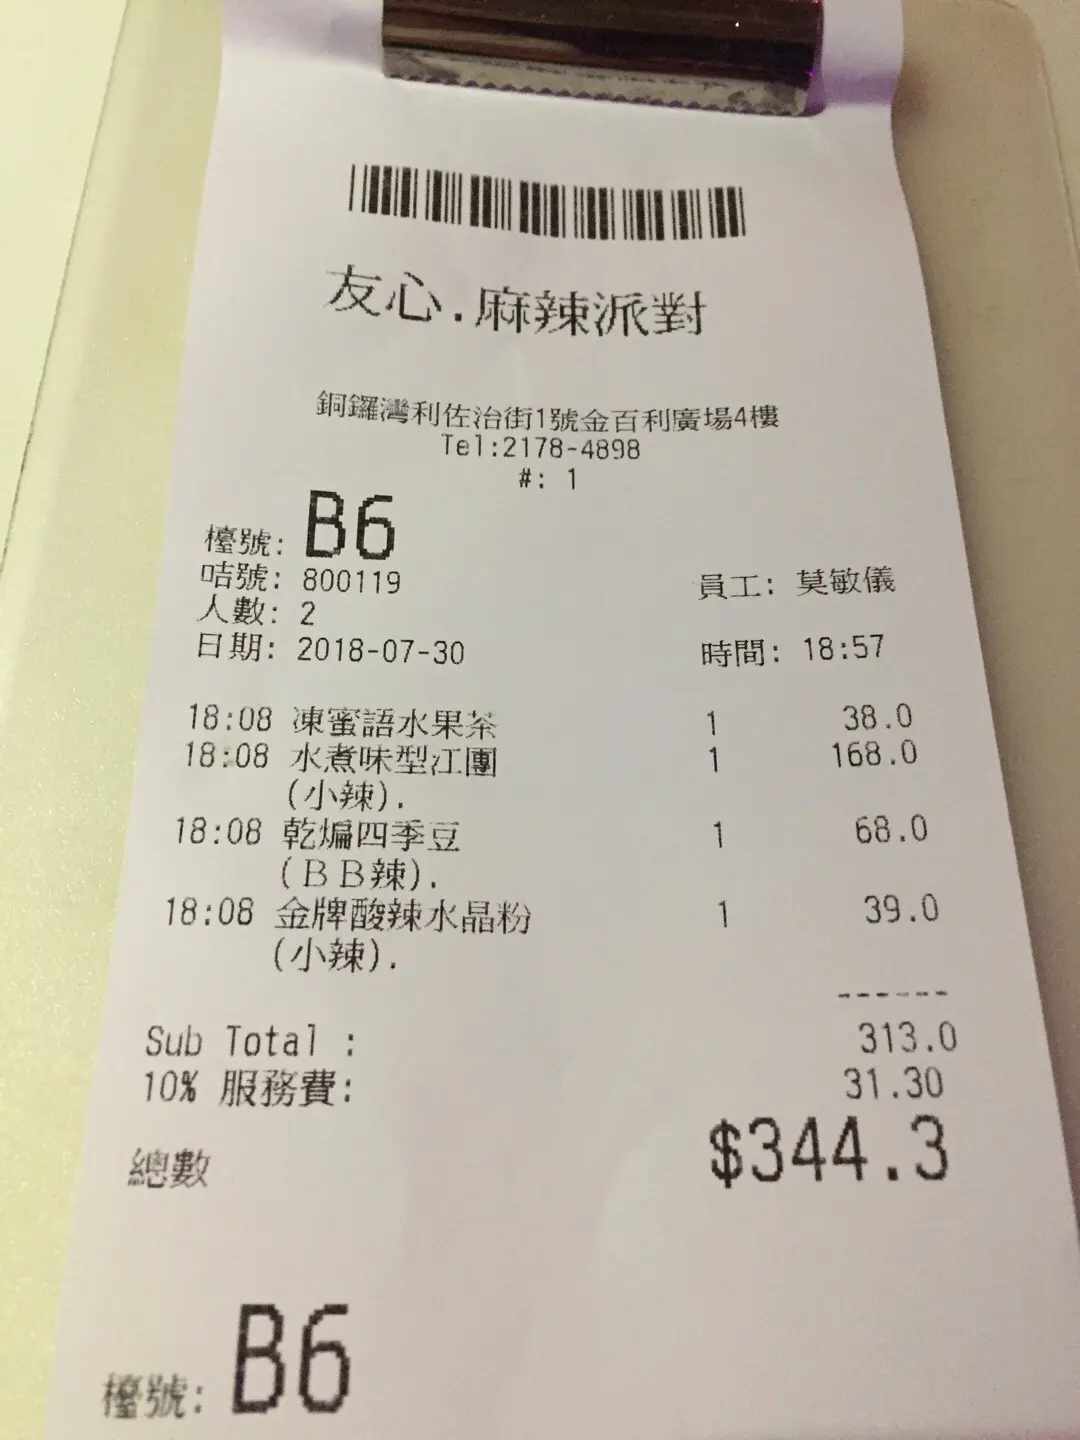 友心.麻辣派對
銅鑼灣利佐治街1號金百利廣場4樓
Tel:2178-4898
#: 1
檯號: B6
咭號: 800119 員工: 莫敏儀
人數: 2
日期: 2018-07-30 時間: 18:57
18:08 凍蜜語水果茶 1 38.0
18:08 水煮味型江團 1 168.0
(小辣).
18:08 乾煸四季豆 1 68.0
(ＢＢ辣).
18:08 金牌酸辣水晶粉 1 39.0
(小辣).
------
Sub Total : 313.0
10% 服務費: 31.30
總數 $344.3
檯號: B6